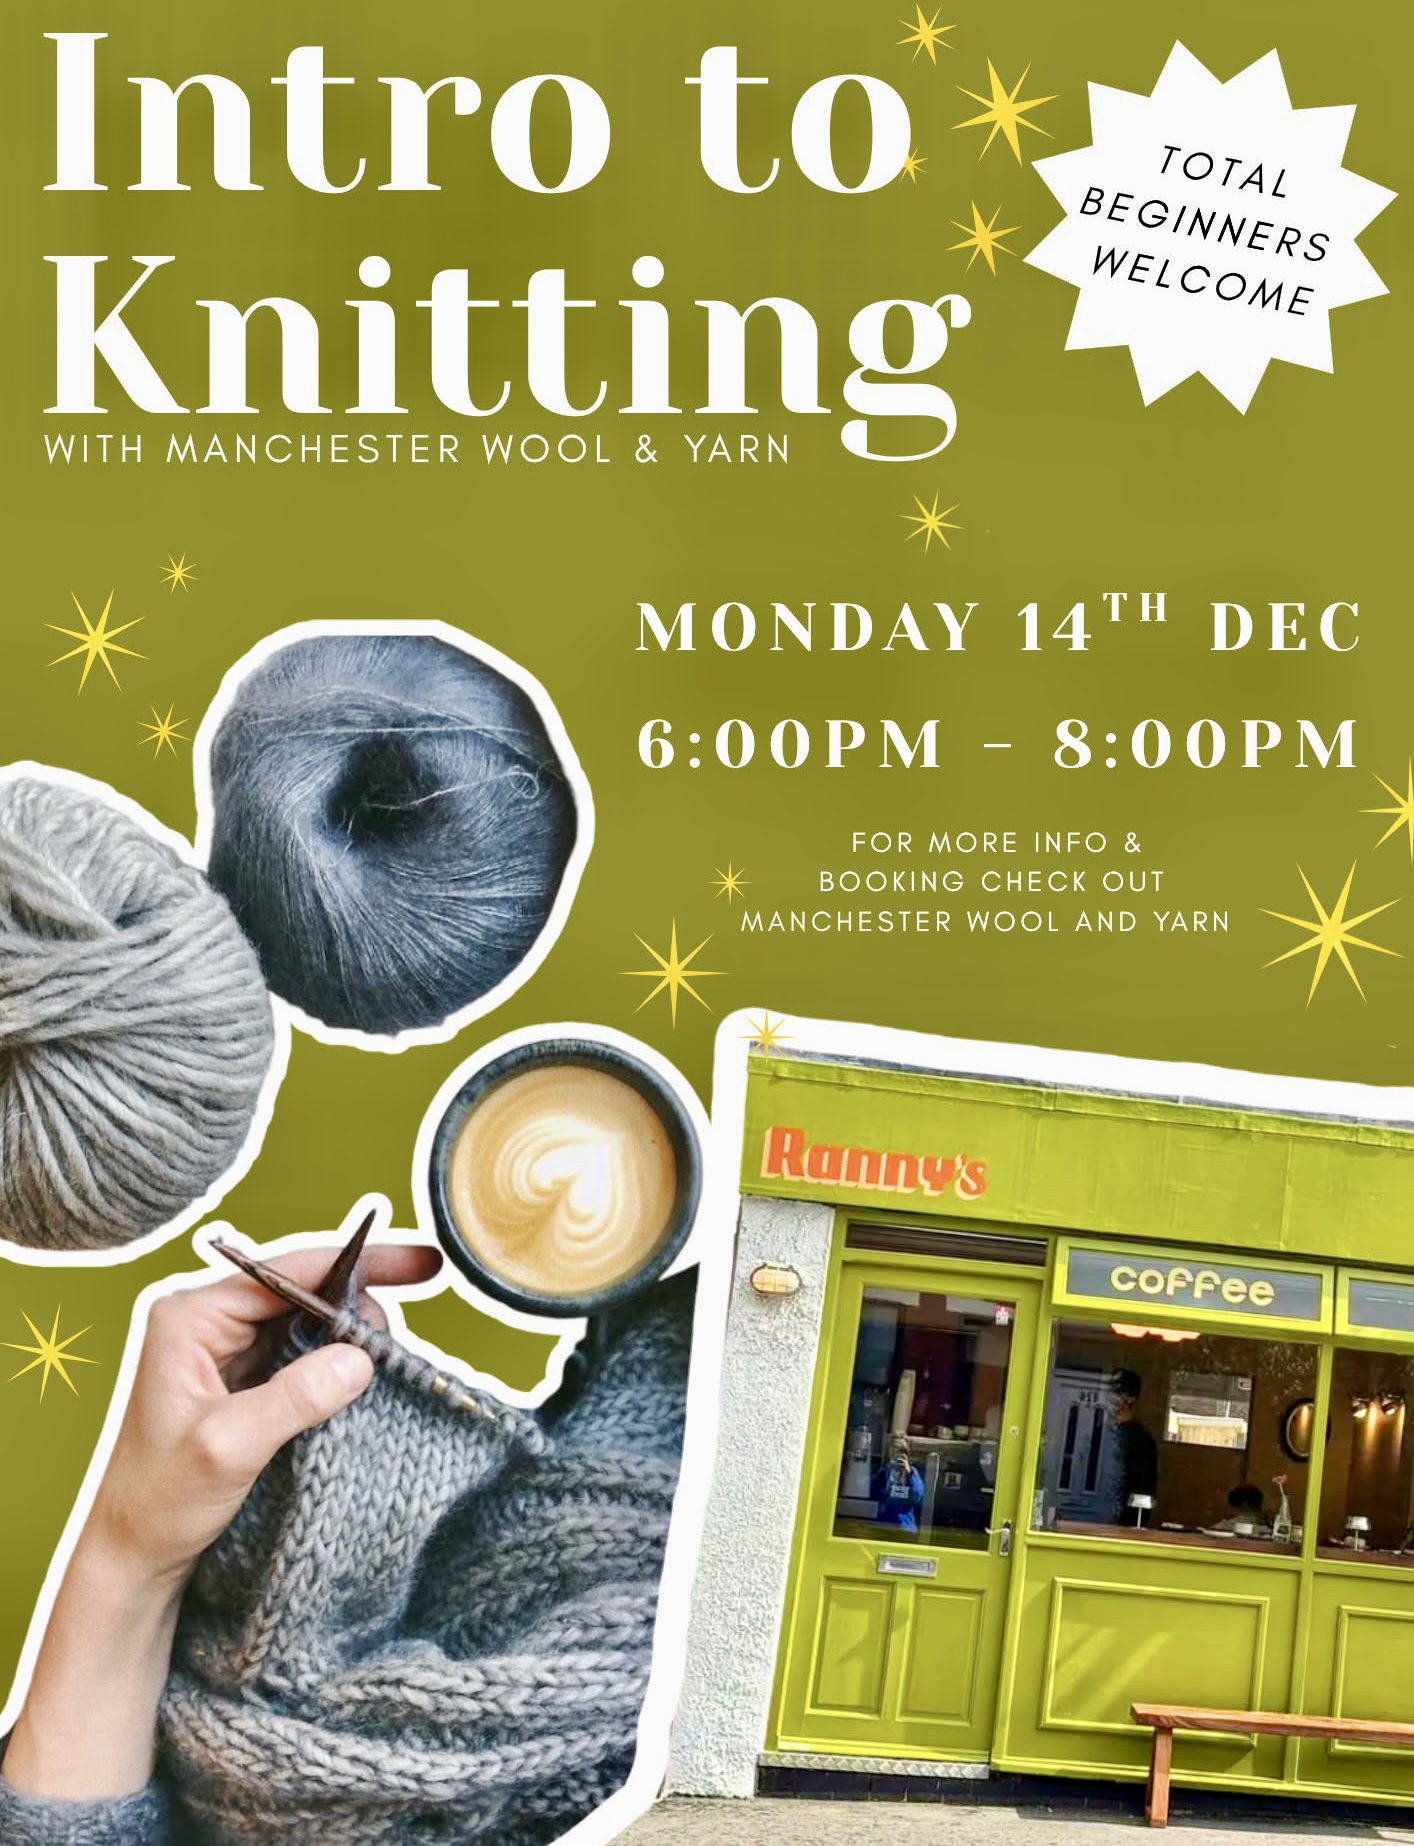 Intro to
Knitting
WITH MANCHESTER WOOL & YARN
TOTAL
BEGINNERS
WELCOME
MONDAY 14TH DEC
6:00PM - 8:00PM
FOR MORE INFO &
BOOKING CHECK OUT
MANCHESTER WOOL AND YARN
Ranny's
coffee